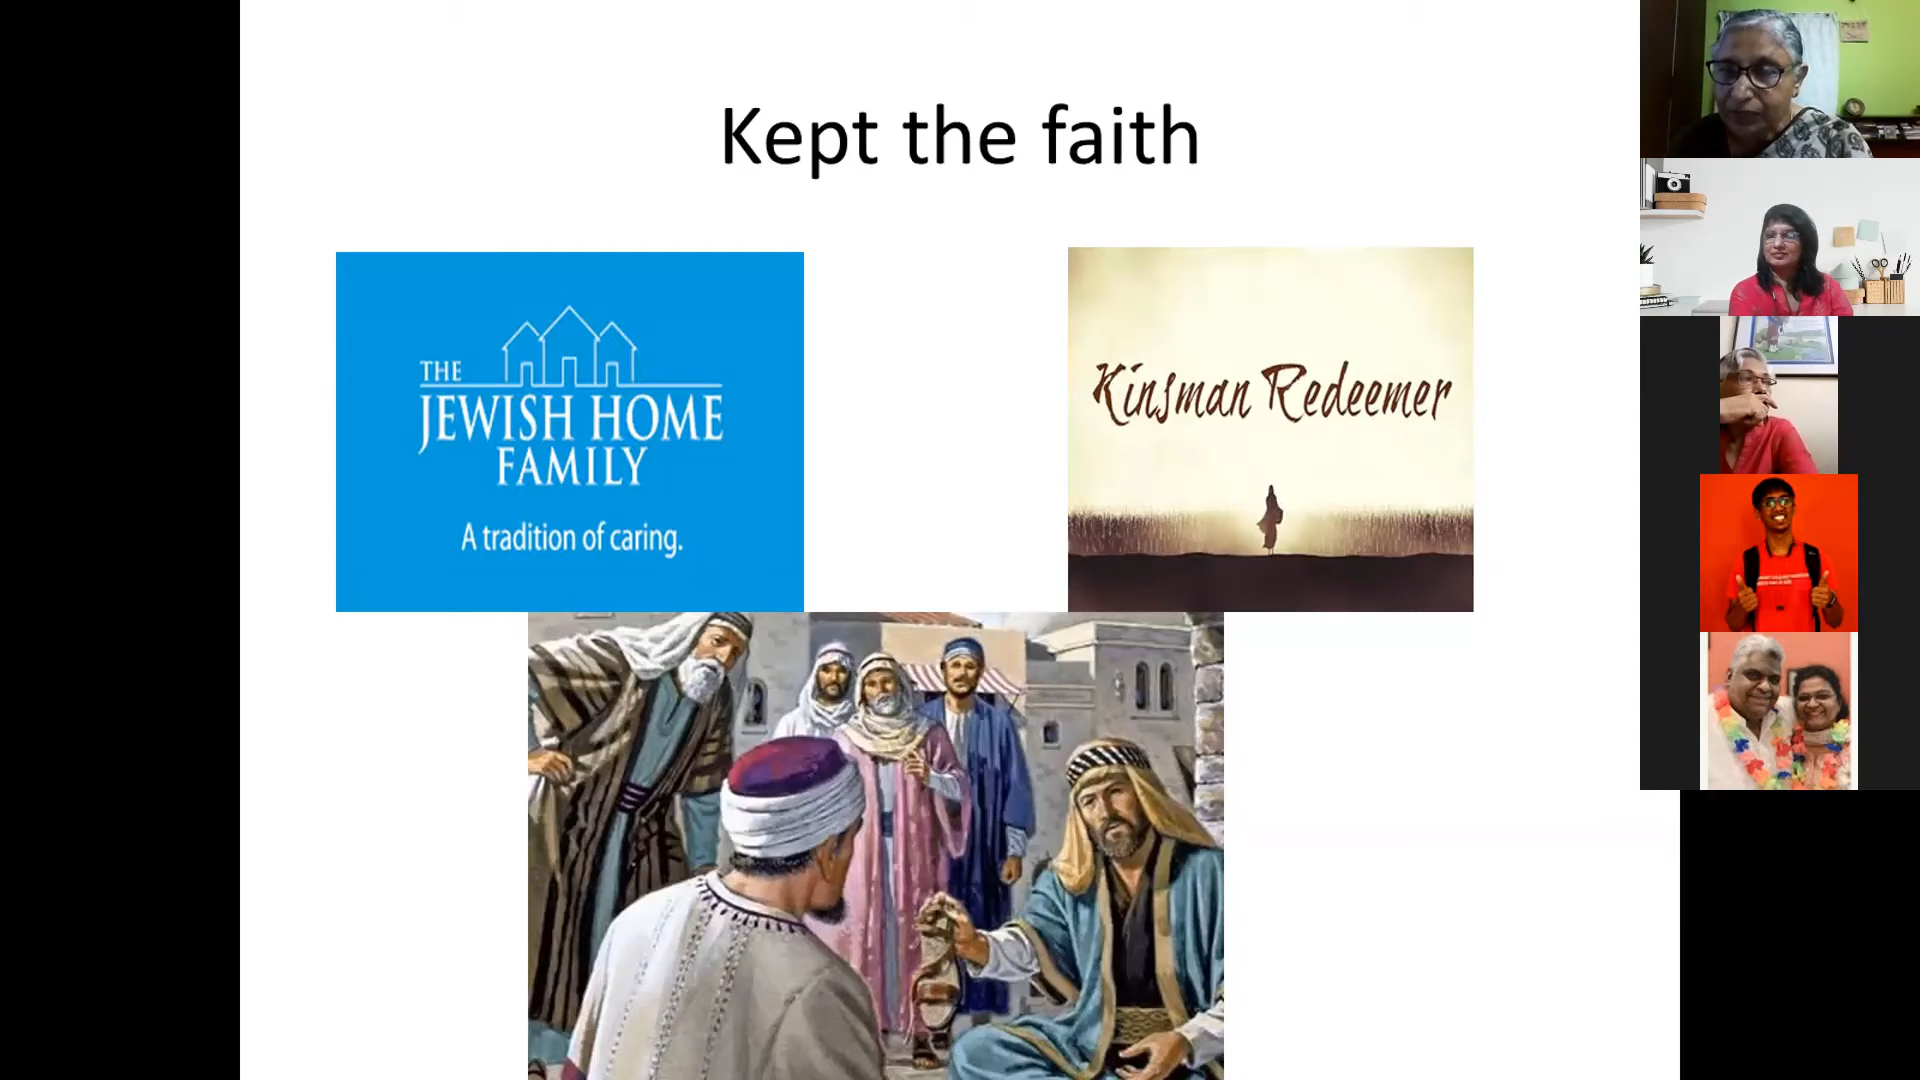 Kept the faith
THE
JEWISH HOME
FAMILY
A tradition of caring.
Kinsman Redeemer